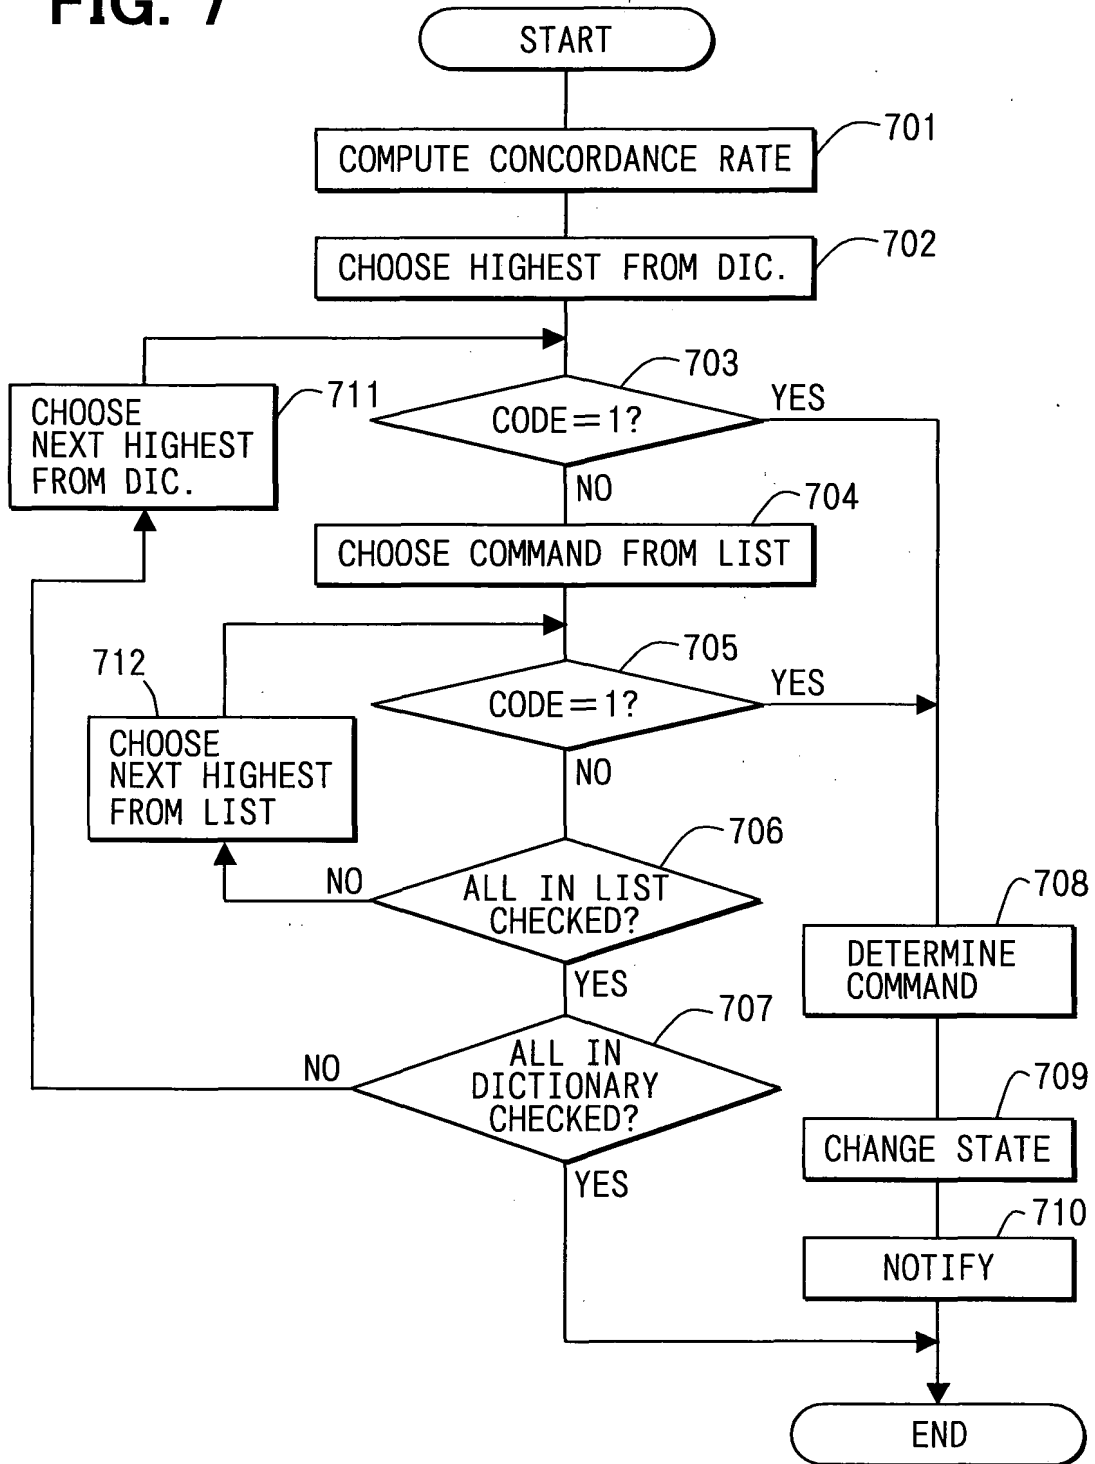 FIG. 7
START
701
COMPUTE CONCORDANCE RATE
702
CHOOSE HIGHEST FROM DIC.
703
711
CHOOSE
NEXT HIGHEST
FROM DIC.
CODE=1?
YES
NO
704
CHOOSE COMMAND FROM LIST
705
712
CODE=1?
YES
CHOOSE
NEXT HIGHEST
FROM LIST
NO
706
NO
ALL IN LIST
CHECKED?
708
DETERMINE
COMMAND
YES
707
NO
ALL IN
DICTIONARY
CHECKED?
709
CHANGE STATE
YES
710
NOTIFY
END